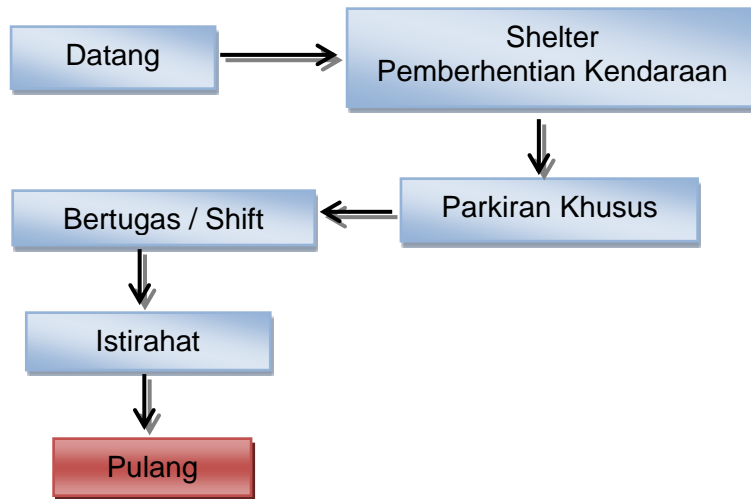 Datang
Shelter
Pemberhentian Kendaraan
Parkiran Khusus
Bertugas / Shift
Istirahat
Pulang